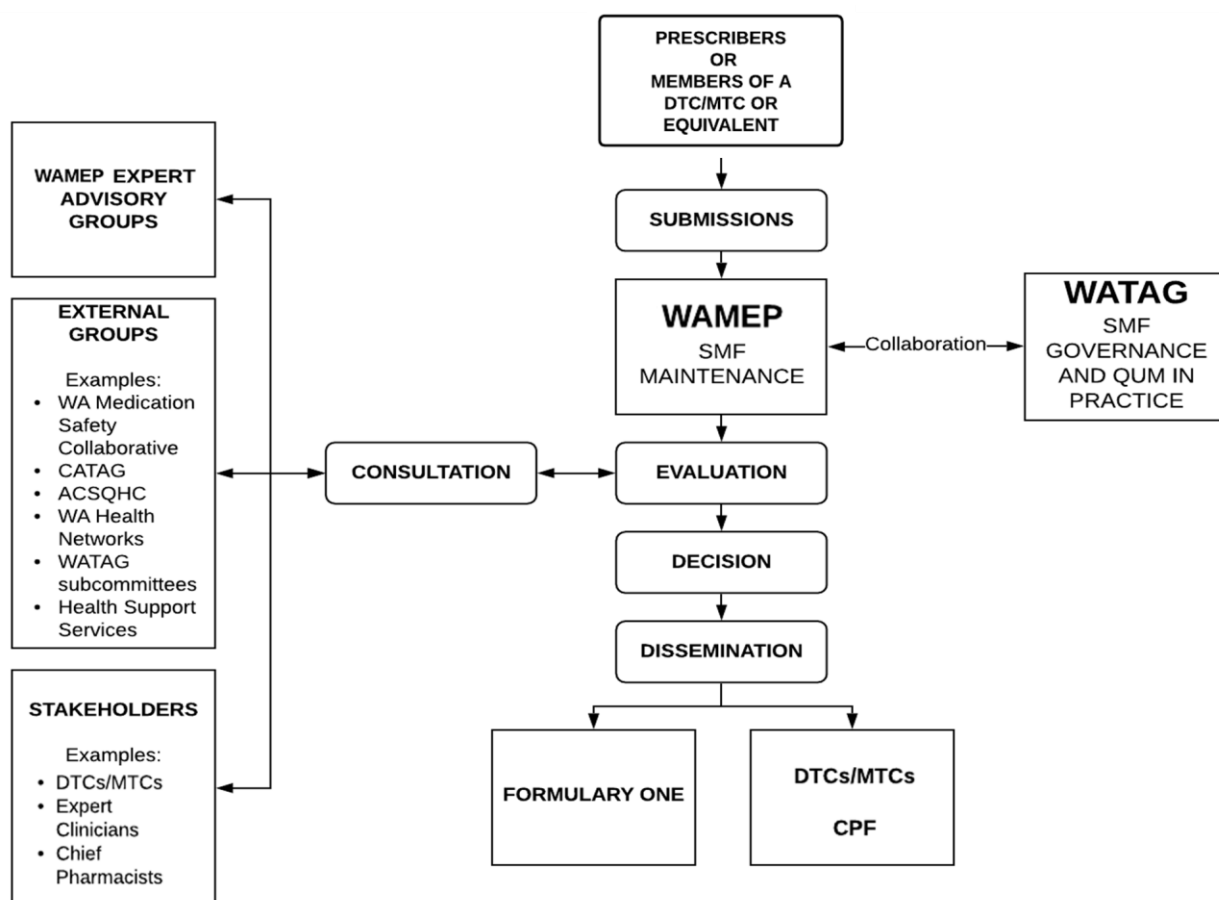 PRESCRIBERS
OR
MEMBERS OF A
DTC/MTC OR
EQUIVALENT
SUBMISSIONS
WAMEP
SMF
MAINTENANCE
Collaboration
WATAG
SMF
GOVERNANCE
AND QUM IN
PRACTICE
WAMEP EXPERT
ADVISORY
GROUPS
EXTERNAL
GROUPS
Examples:
• WA Medication
Safety
Collaborative
• CATAG
• ACSQHC
• WA Health
Networks
• WATAG
subcommittees
• Health Support
Services
STAKEHOLDERS
Examples:
• DTCs/MTCs
• Expert
Clinicians
• Chief
Pharmacists
CONSULTATION
EVALUATION
DECISION
DISSEMINATION
FORMULARY ONE
DTCs/MTCs
CPF